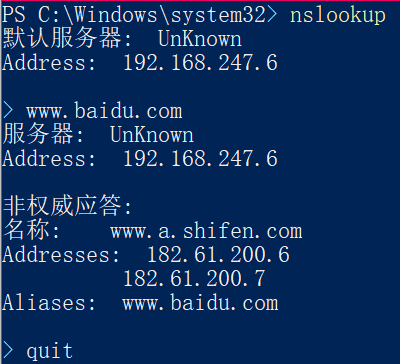 PS C:\Windows\system32> nslookup
默认服务器:  UnKnown
Address:  192.168.247.6
> www.baidu.com
服务器:  UnKnown
Address:  192.168.247.6
非权威应答:
名称:    www.a.shifen.com
Addresses:  182.61.200.6
182.61.200.7
Aliases:  www.baidu.com
> quit